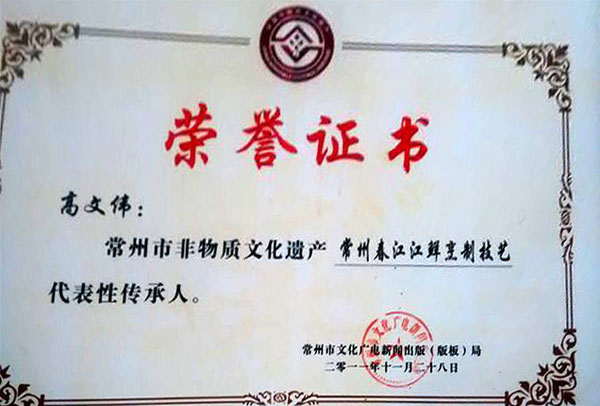 荣誉证书
高文伟：
常州市非物质文化遗产 常州春江江鲜烹制技艺
代表性传承人。
常州市文化广电新闻出版（版板）局
二零一一年十一月二十八日